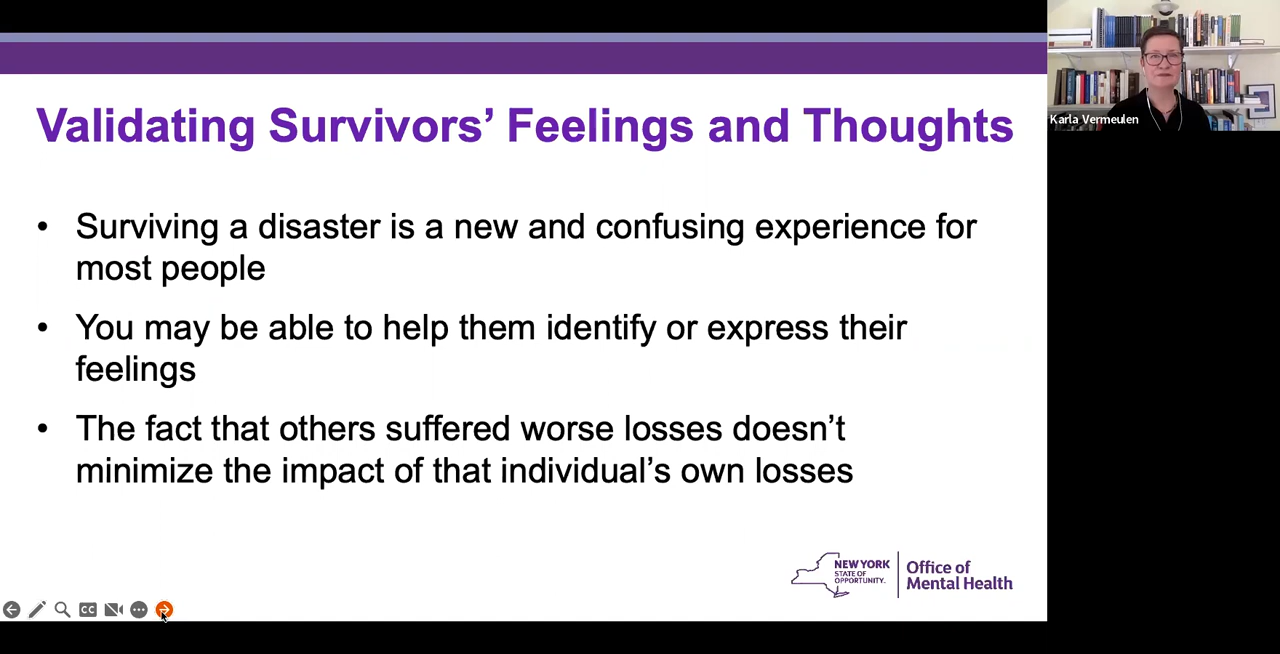 Validating Survivors’ Feelings and Thoughts
• Surviving a disaster is a new and confusing experience for
most people
• You may be able to help them identify or express their
feelings
• The fact that others suffered worse losses doesn’t
minimize the impact of that individual’s own losses
NEW YORK
STATE OF
OPPORTUNITY.
Office of
Mental Health
CC
Karla Vermeulen